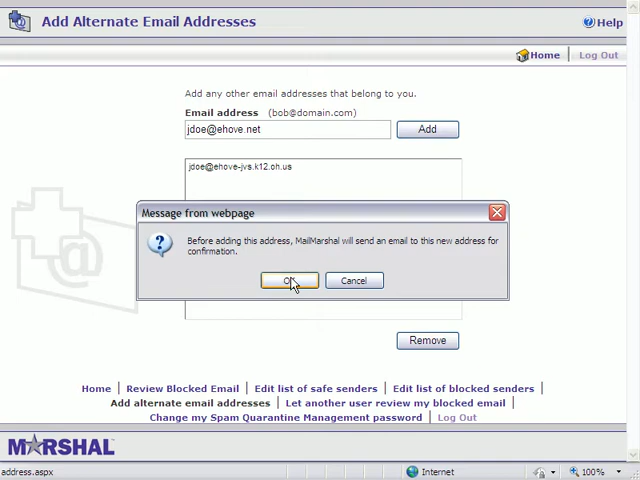 Add Alternate Email Addresses
Help
Home
Log Out
Add any other email addresses that belong to you.
Email address (bob@domain.com)
jdoe@ehove.net
Add
jdoe@ehove-jvs.k12.oh.us
Message from webpage
Before adding this address, MailMarshal will send an email to this new address for
confirmation.
Cancel
Remove
Home Review Blocked Email Edit list of safe senders Edit list of blocked senders
Add alternate email addresses Let another user review my blocked email
Change my Spam Quarantine Management password Log Out
MARSHAL
address.aspx
Internet
100%